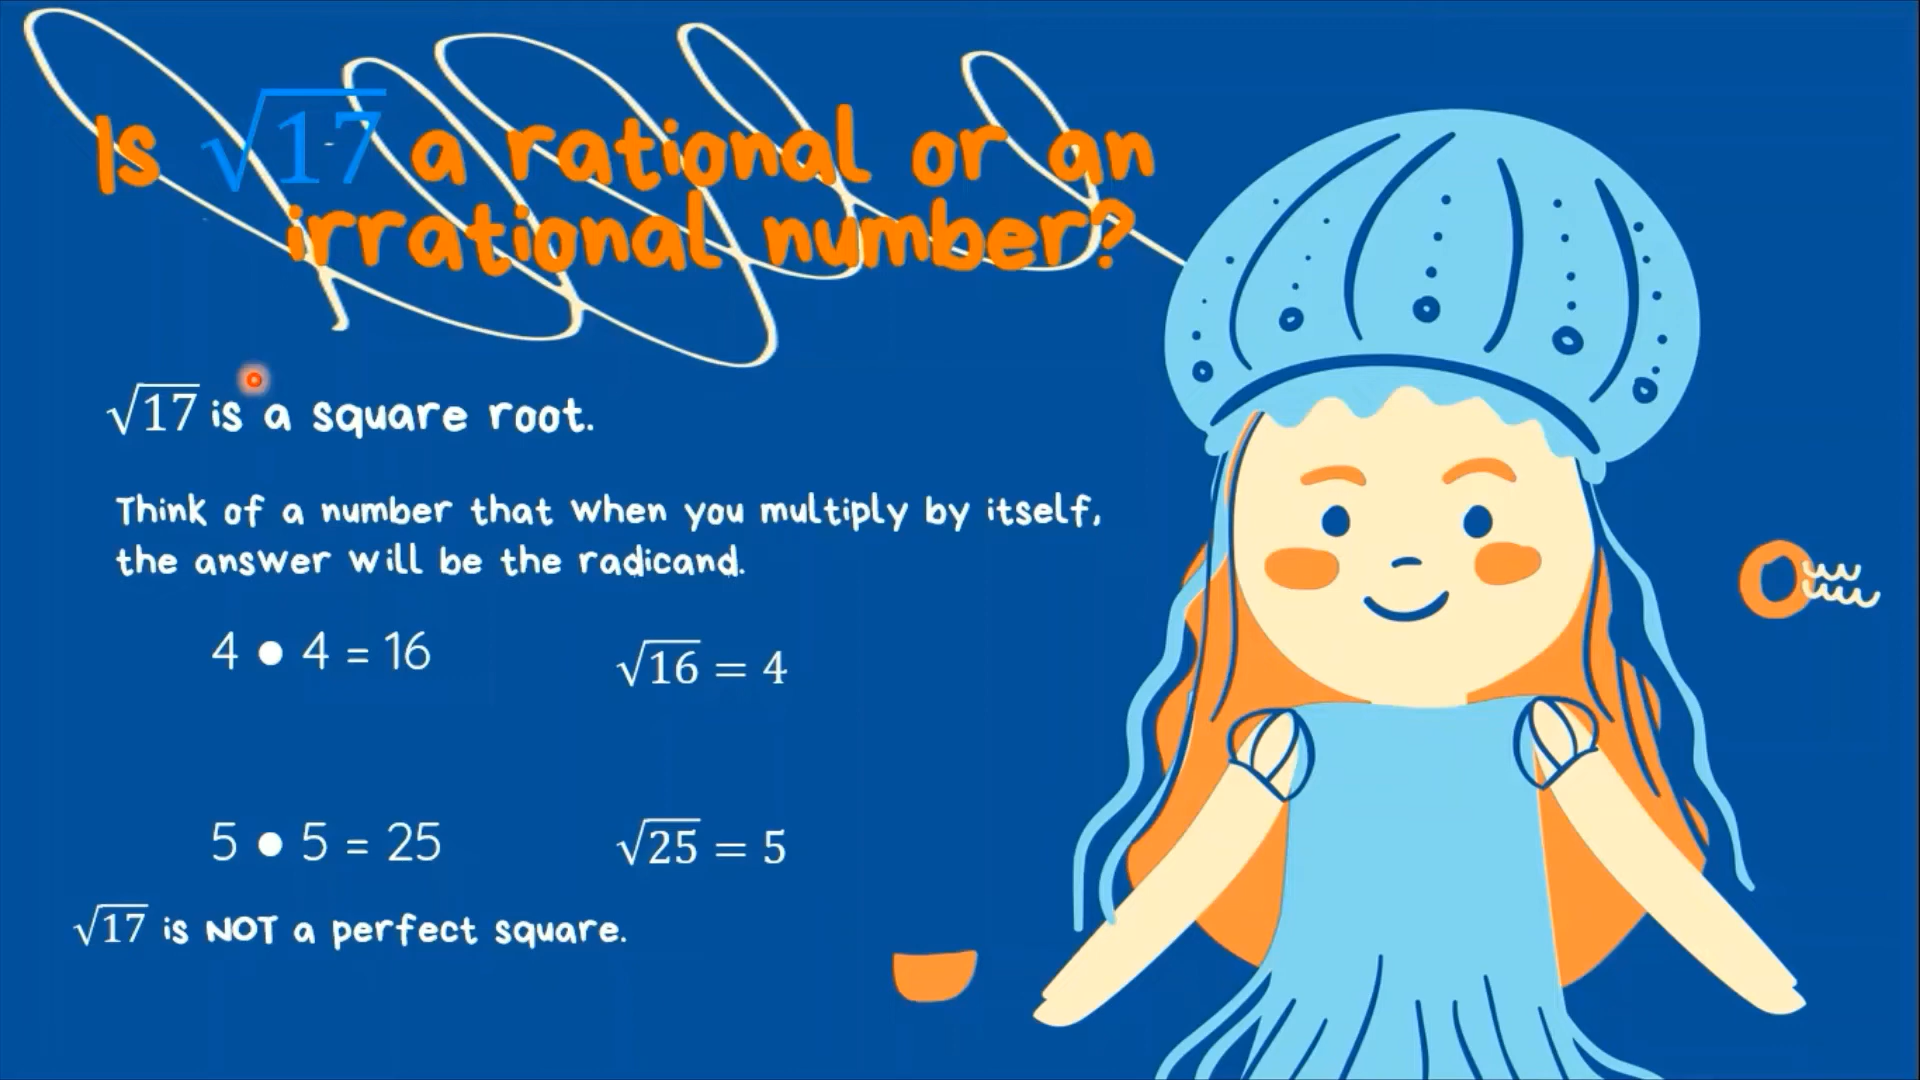 Is √17 a rational or an
irrational number?
√17 is a square root.
Think of a number that when you multiply by itself,
the answer will be the radicand.
4 • 4 = 16
√16 = 4
5 • 5 = 25
√25 = 5
√17 is NOT a perfect square.